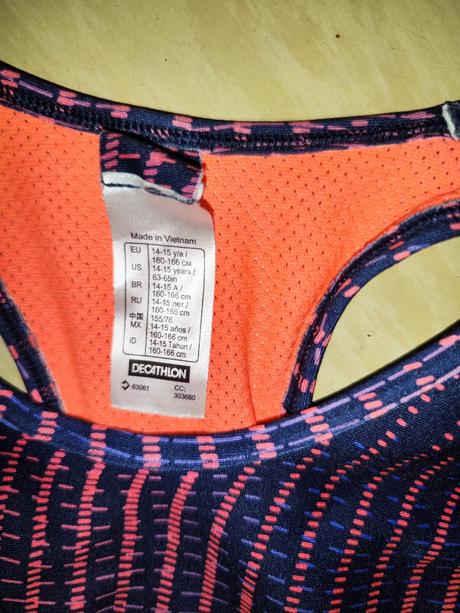 Made in Vietnam
EU 14-15 y/a /
160-166 CM
US 14-15 years /
63-65in
BR 14-15 A /
160-166 cm
RU 14-15 лет /
160-166 cm
中国 155/76
MX 14-15 años /
160-166 cm
ID 14-15 Tahun /
160-166 cm
DECATHLON
63961 CC:
303680